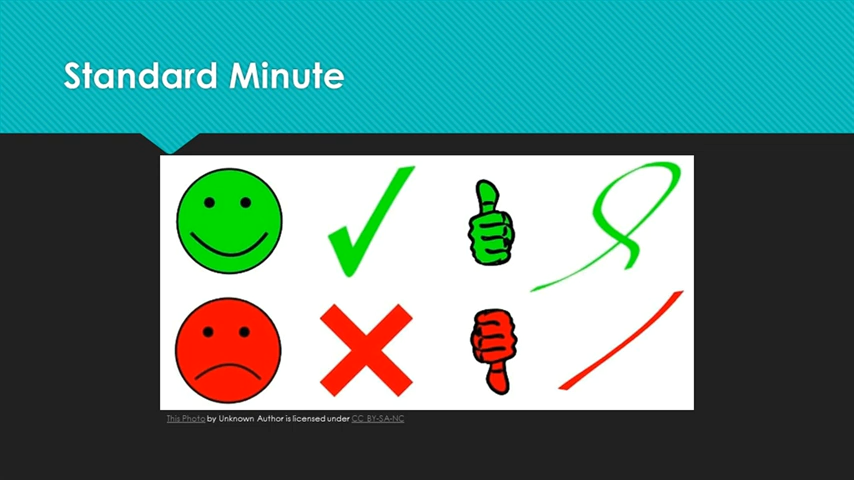 Standard Minute
This Photo by Unknown Author is licensed under CC BY-SA-NC